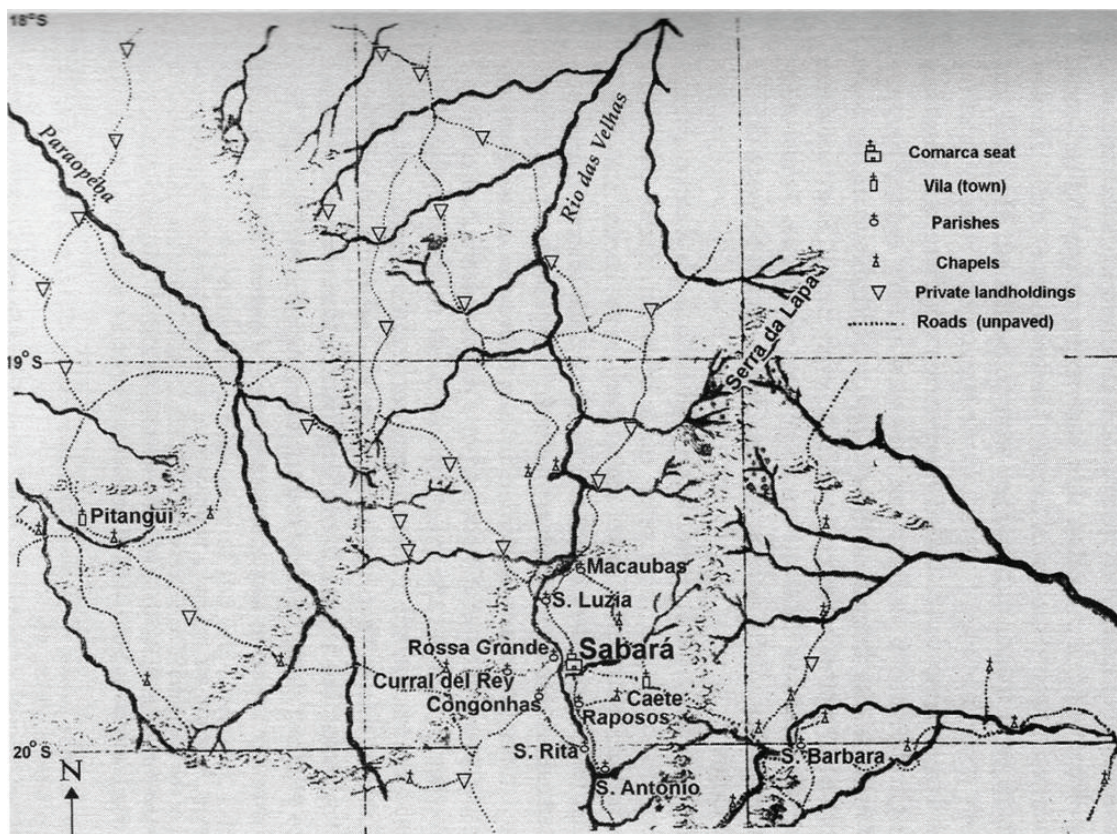 18°S
Paraopéba
Rio das Velhas
Comarca seat
Vila (town)
Parishes
Chapels
Private landholdings
Roads (unpaved)
Serra da Lapa
19°S
Pitangui
Macaubas
S. Luzia
Rossa Grande
Sabará
Curral del Rey
Caete
Congonhas
Raposos
S. Rita
S. Barbara
20°S
N
S. Antonio